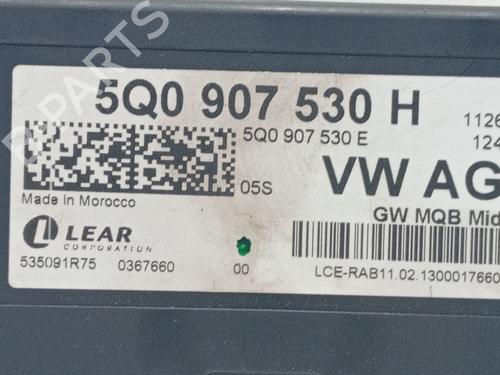 B-PARTS
5Q0 907 530 H
1126
5Q0 907 530 E
124
05S
VW AG
Made In Morocco
GW MQB Mid
LEAR
CORPORATION
535091R75 0367660 00
LCE-RAB11.02.1300017660